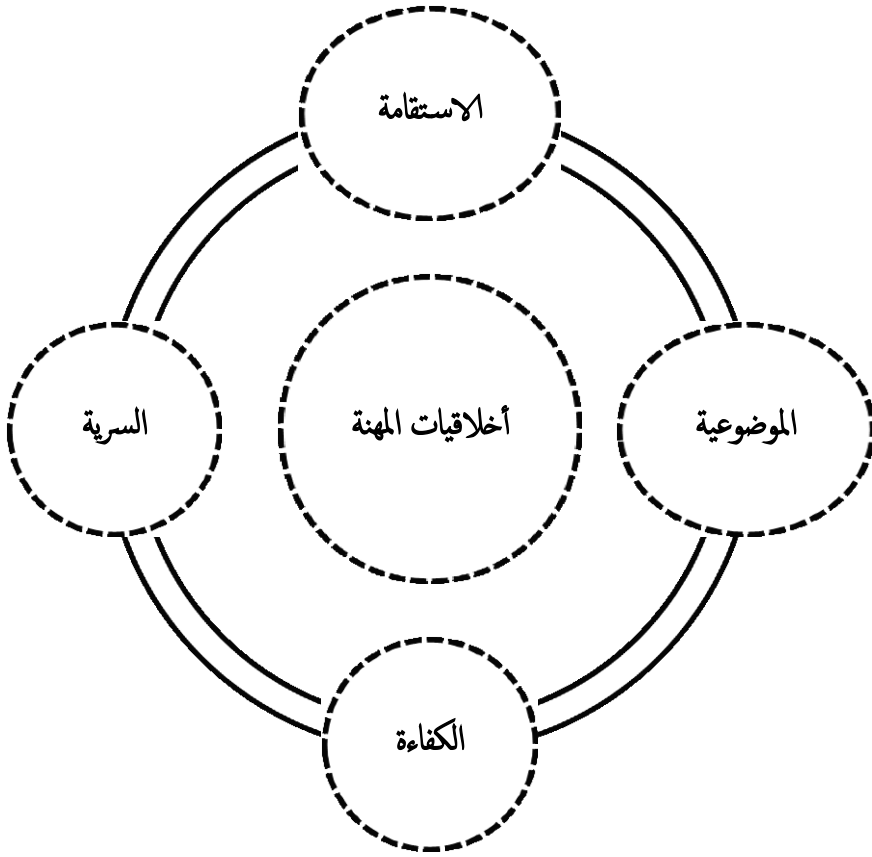 الاستقامة
الموضوعية
أخلاقيات المهنة
السرية
الكفاءة